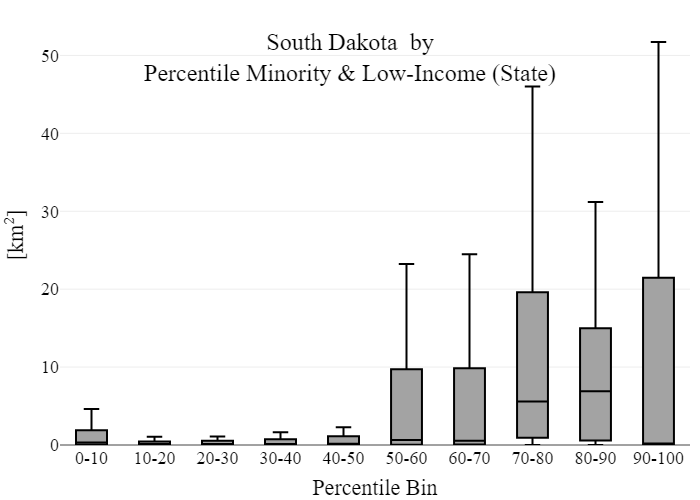 South Dakota by
Percentile Minority & Low-Income (State)
[km²]
50
40
30
20
10
0
0-10 10-20 20-30 30-40 40-50 50-60 60-70 70-80 80-90 90-100
Percentile Bin